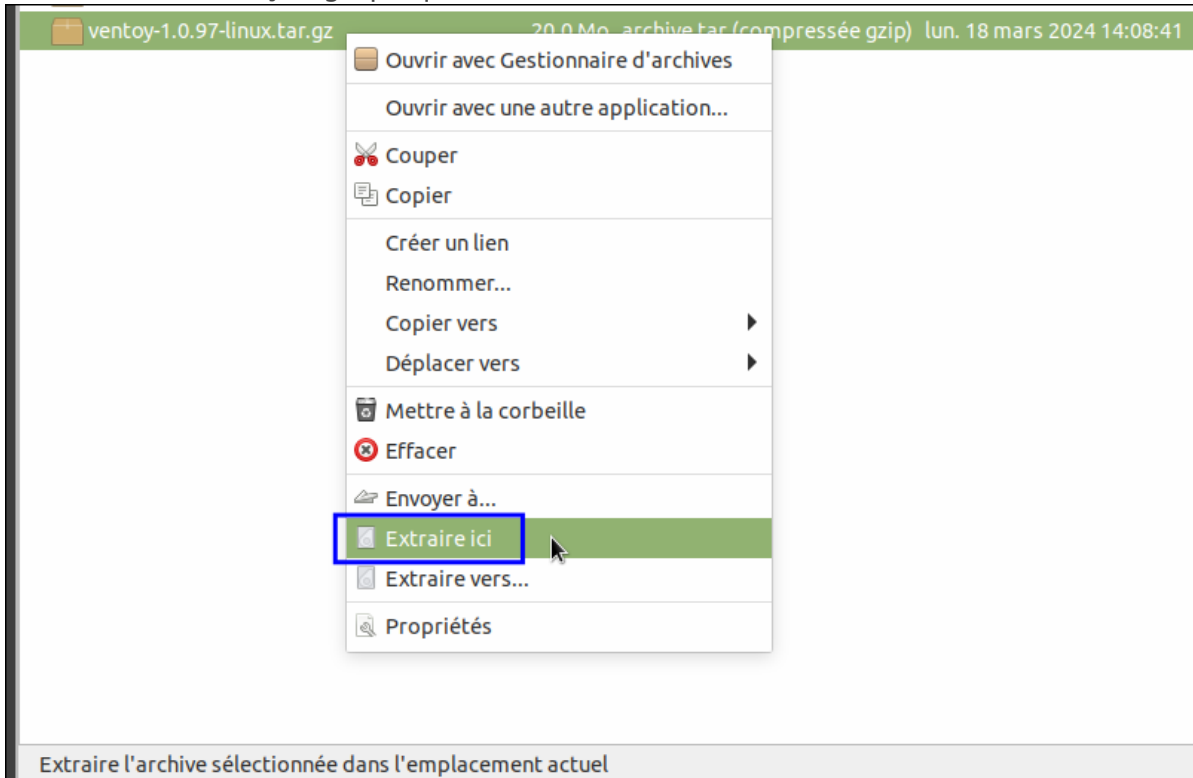 ventoy-1.0.97-linux.tar.gz 20,0 Mo archive tar (compressée gzip) lun. 18 mars 2024 14:08:41
Ouvrir avec Gestionnaire d'archives
Ouvrir avec une autre application...
Couper
Copier
Créer un lien
Renommer...
Copier vers
Déplacer vers
Mettre à la corbeille
Effacer
Envoyer à...
Extraire ici
Extraire vers...
Propriétés
Extraire l'archive sélectionnée dans l'emplacement actuel